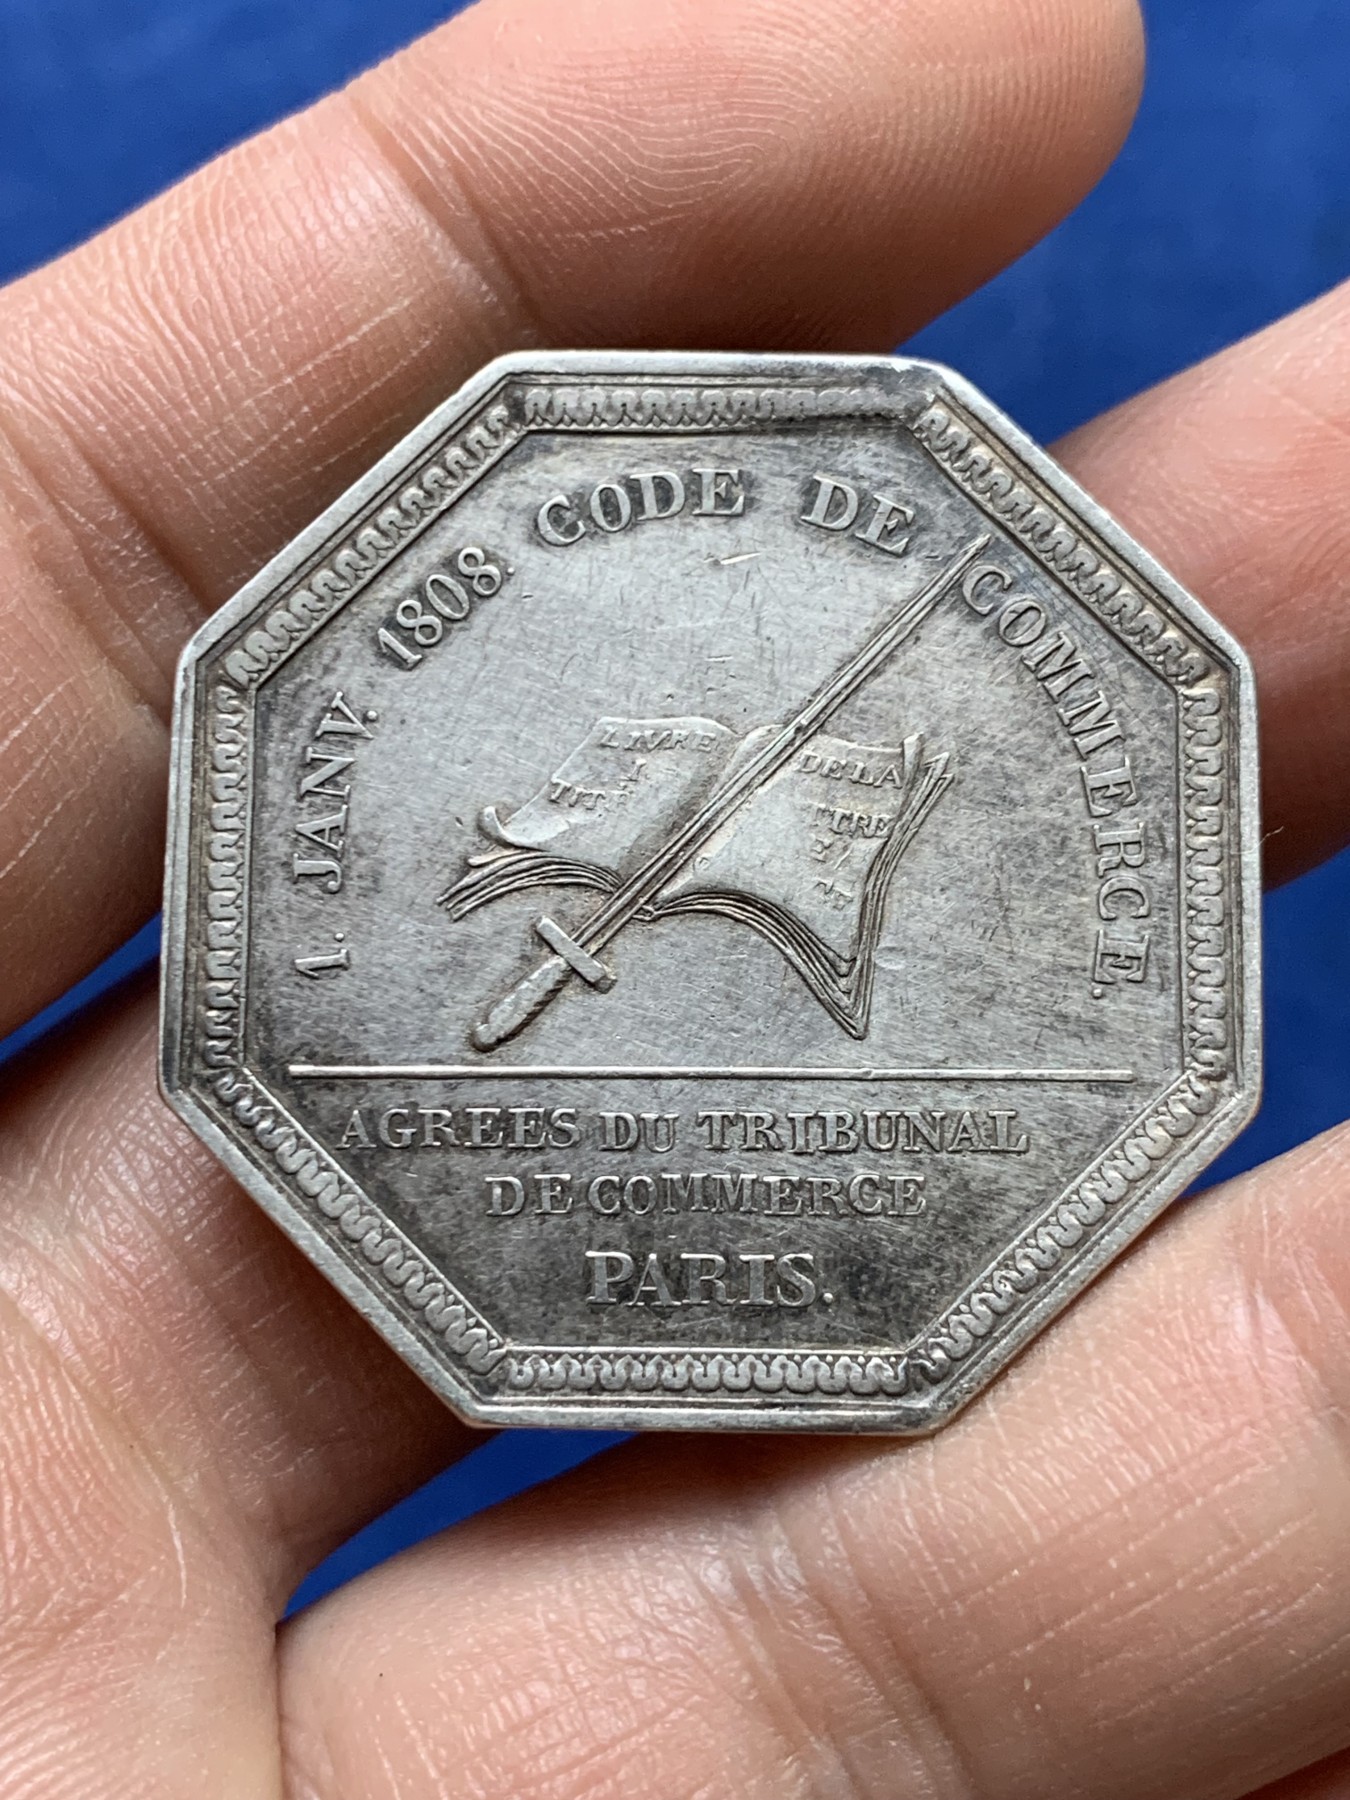 1. JANV. 1808. CODE DE COMMERCE.
LIVRE
I
DE LA
AGREES DU TRIBUNAL
DE COMMERCE
PARIS.